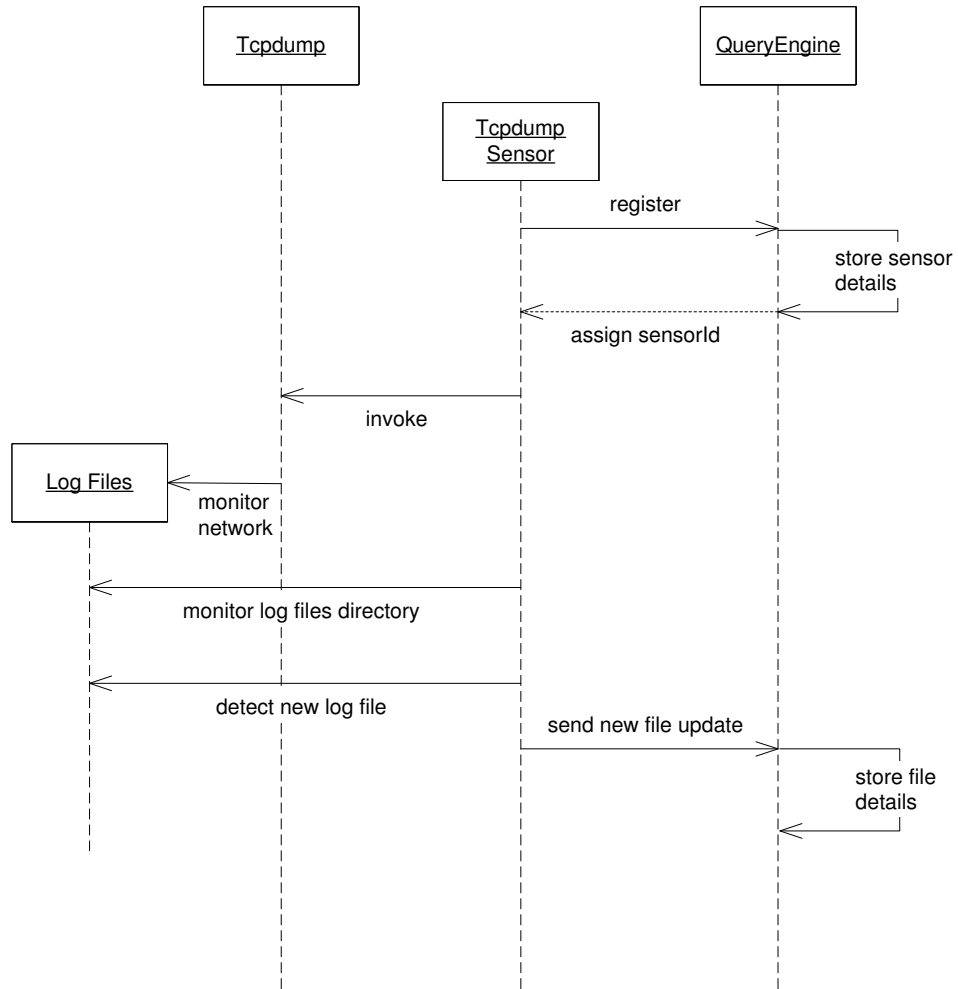 Tcpdump
QueryEngine
Tcpdump
Sensor
register
store sensor
details
assign sensorId
invoke
Log Files
monitor
network
monitor log files directory
detect new log file
send new file update
store file
details